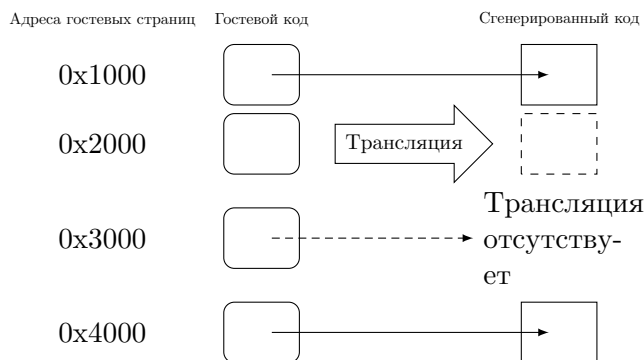 Адреса гостевых страниц Гостевой код Сгенерированный код
0x1000
0x2000 Трансляция
0x3000 Трансляция
отсутству-
ет
0x4000